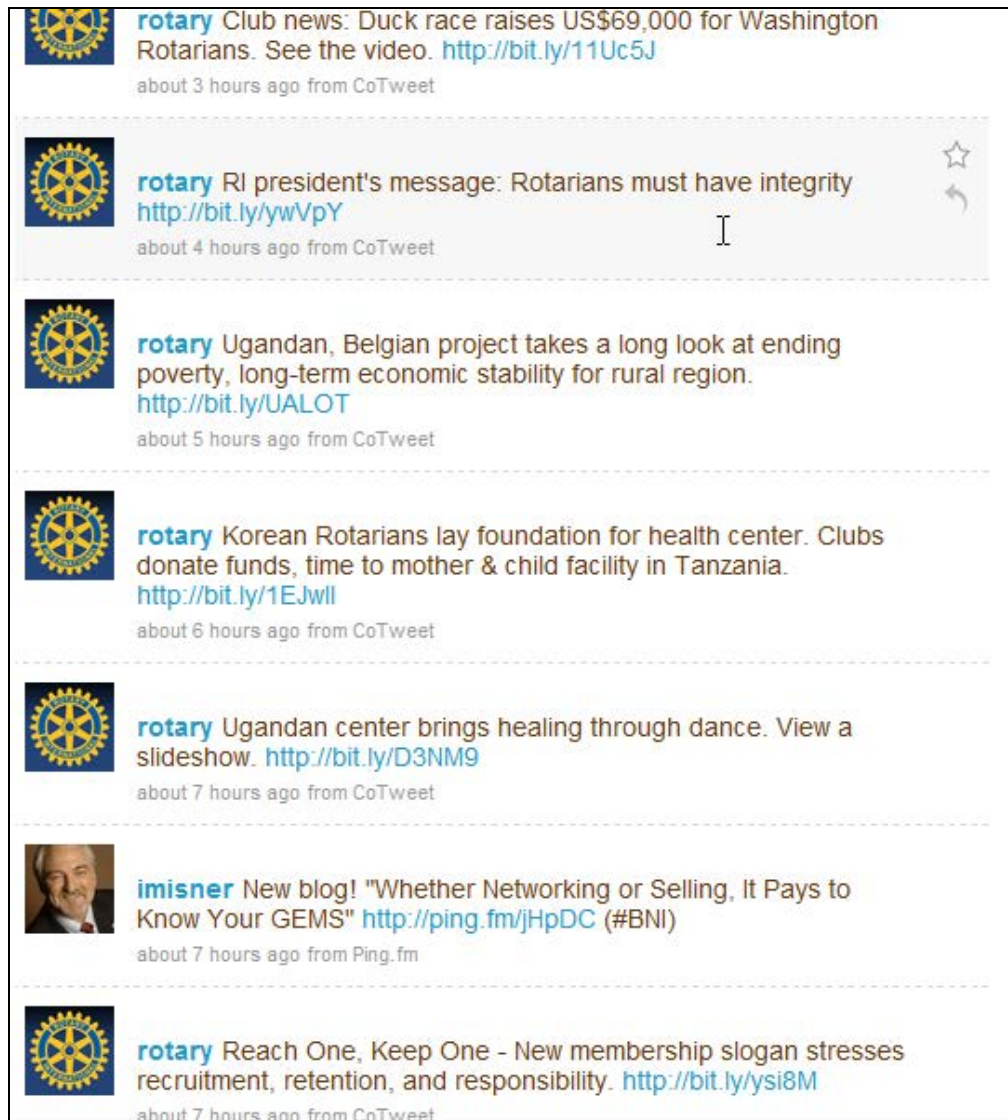 rotary Club news: Duck race raises US$69,000 for Washington
Rotarians. See the video. http://bit.ly/11Uc5J
about 3 hours ago from CoTweet
rotary RI president's message: Rotarians must have integrity
http://bit.ly/ywVpY
about 4 hours ago from CoTweet
rotary Ugandan, Belgian project takes a long look at ending
poverty, long-term economic stability for rural region.
http://bit.ly/UALOT
about 5 hours ago from CoTweet
rotary Korean Rotarians lay foundation for health center. Clubs
donate funds, time to mother & child facility in Tanzania.
http://bit.ly/1EJwll
about 6 hours ago from CoTweet
rotary Ugandan center brings healing through dance. View a
slideshow. http://bit.ly/D3NM9
about 7 hours ago from CoTweet
imisner New blog! "Whether Networking or Selling, It Pays to
Know Your GEMS" http://ping.fm/jHpDC (#BNI)
about 7 hours ago from Ping.fm
rotary Reach One, Keep One - New membership slogan stresses
recruitment, retention, and responsibility. http://bit.ly/ysi8M
about 7 hours ago from CoTweet